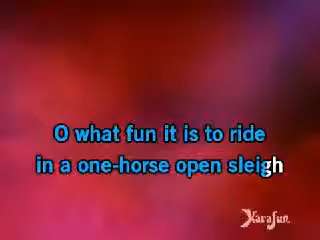 O what fun it is to ride
in a one-horse open sleigh
KaraFun